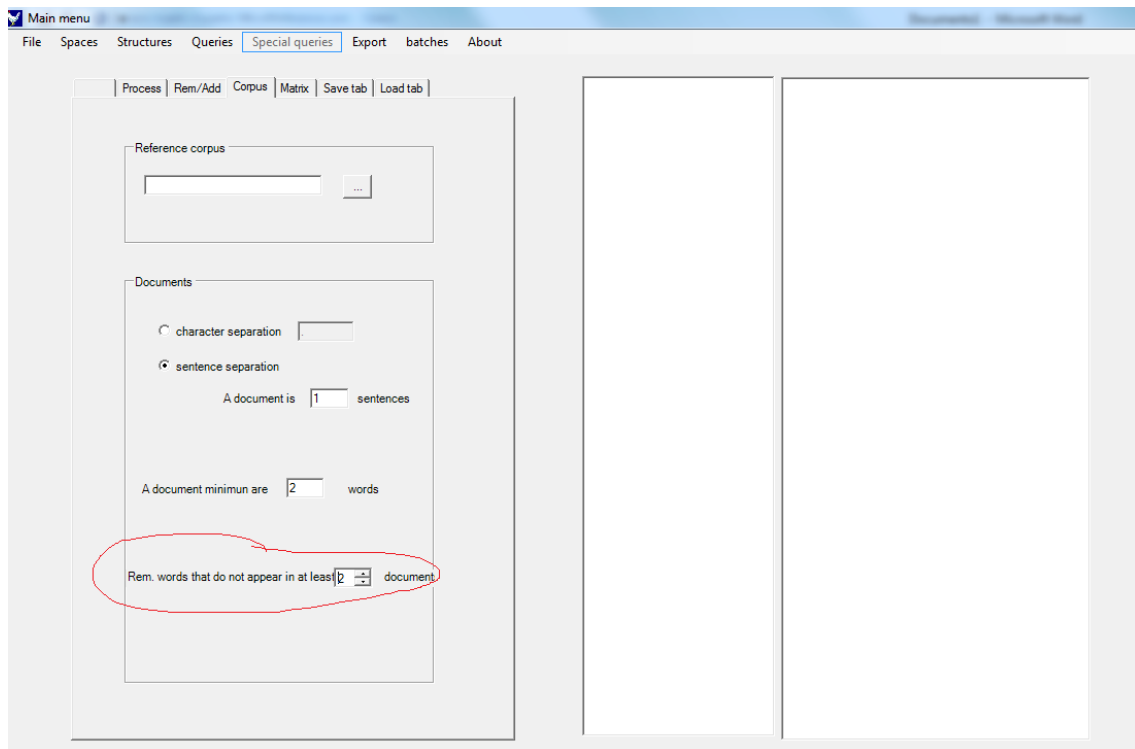 Main menu
File Spaces Structures Queries Special queries Export batches About
Process Rem/Add Corpus Matrix Save tab Load tab
Reference corpus
...
Documents
character separation .
sentence separation
A document is 1 sentences
A document minimun are 2 words
Rem. words that do not appear in at least 2 document